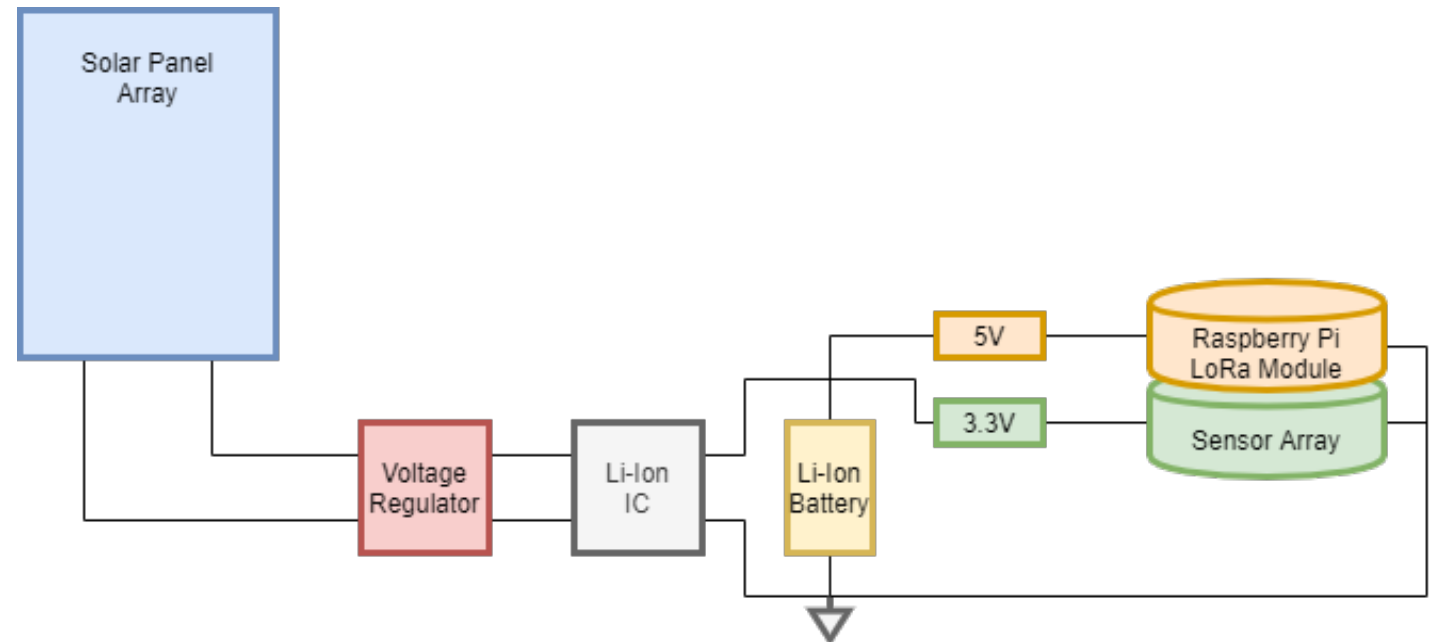 Solar Panel
Array
5V
Raspberry Pi
LoRa Module
3.3V
Sensor Array
Voltage
Regulator
Li-Ion
IC
Li-Ion
Battery